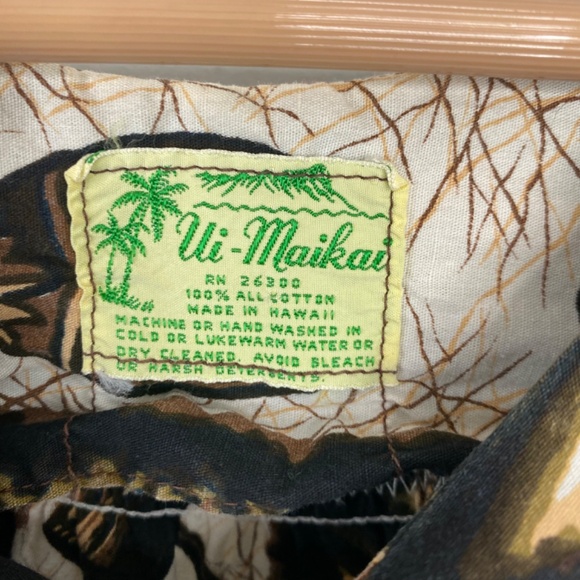 Ui-Maikai
RN 26300
100% ALL COTTON
MADE IN HAWAII
MACHINE OR HAND WASHED IN
COLD OR LUKEWARM WATER OR
DRY CLEANED. AVOID BLEACH
OR HARSH DETERGENTS.